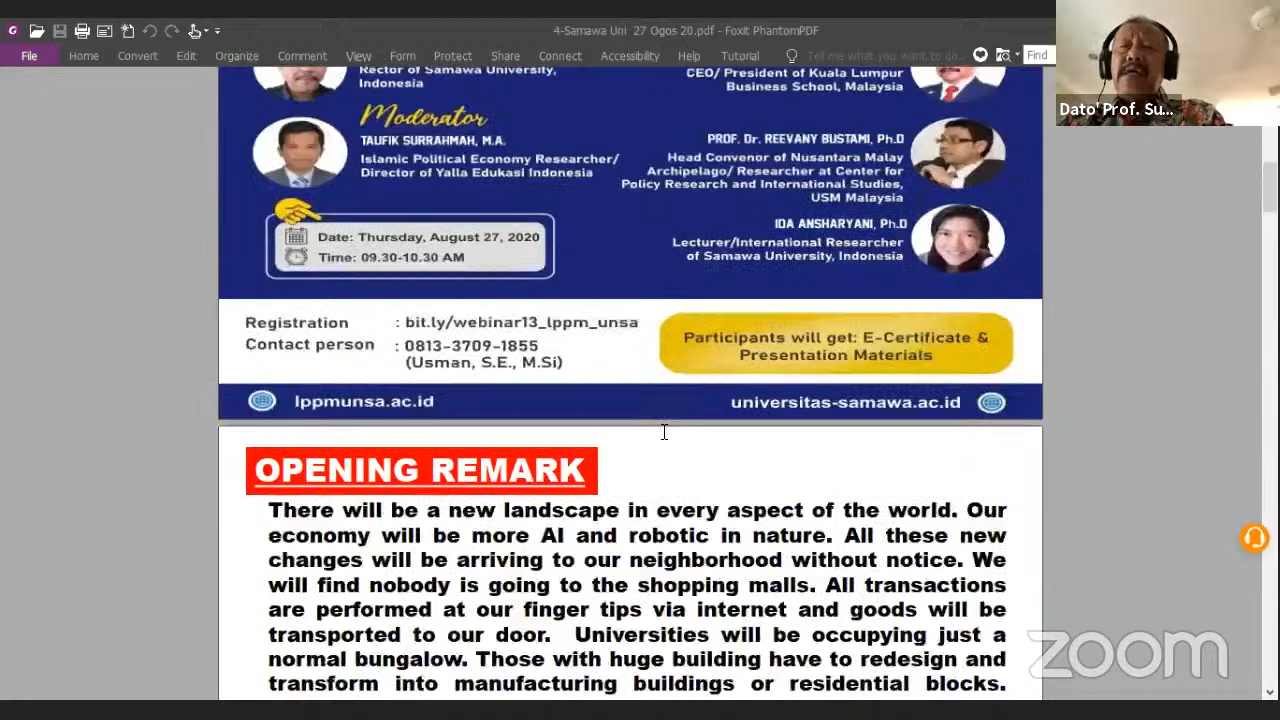 4-Samawa Uni 27 Ogos 20.pdf - Foxit PhantomPDF
File Home Convert Edit Organize Comment View Form Protect Share Connect Accessibility Help Tutorial Tell me what you want to do... Find
Dato' Prof. Su...
Rector of Samawa University,
Indonesia
CEO/ President of Kuala Lumpur
Business School, Malaysia
Moderator
TAUFIK SURRAHMAH, M.A.
Islamic Political Economy Researcher/
Director of Yalla Edukasi Indonesia
PROF. Dr. REEVANY BUSTAMI, Ph.D
Head Convenor of Nusantara Malay
Archipelago/ Researcher at Center for
Policy Research and International Studies,
USM Malaysia
Date: Thursday, August 27, 2020
Time: 09.30-10.30 AM
IDA ANSHARYANI, Ph.D
Lecturer/International Researcher
of Samawa University, Indonesia
Registration : bit.ly/webinar13_lppm_unsa
Contact person : 0813-3709-1855
(Usman, S.E., M.Si)
Participants will get: E-Certificate &
Presentation Materials
lppmunsa.ac.id
universitas-samawa.ac.id
OPENING REMARK
There will be a new landscape in every aspect of the world. Our
economy will be more AI and robotic in nature. All these new
changes will be arriving to our neighborhood without notice. We
will find nobody is going to the shopping malls. All transactions
are performed at our finger tips via internet and goods will be
transported to our door. Universities will be occupying just a
normal bungalow. Those with huge building have to redesign and
transform into manufacturing buildings or residential blocks.
zoom